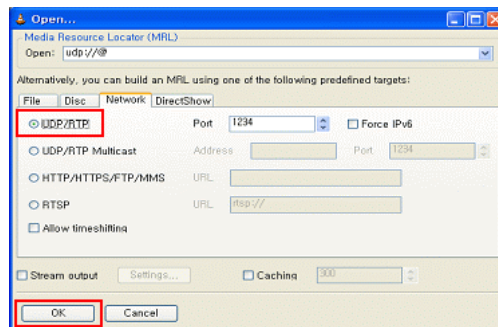 Open...
Media Resource Locator (MRL)
Open: udp://@
Alternatively, you can build an MRL using one of the following predefined targets:
File Disc Network DirectShow
UDP/RTP Port 1234 Force IPv6
UDP/RTP Multicast Address Port 1234
HTTP/HTTPS/FTP/MMS URL
RTSP URL rtsp://
Allow timeshifting
Stream output Settings... Caching 300
OK Cancel